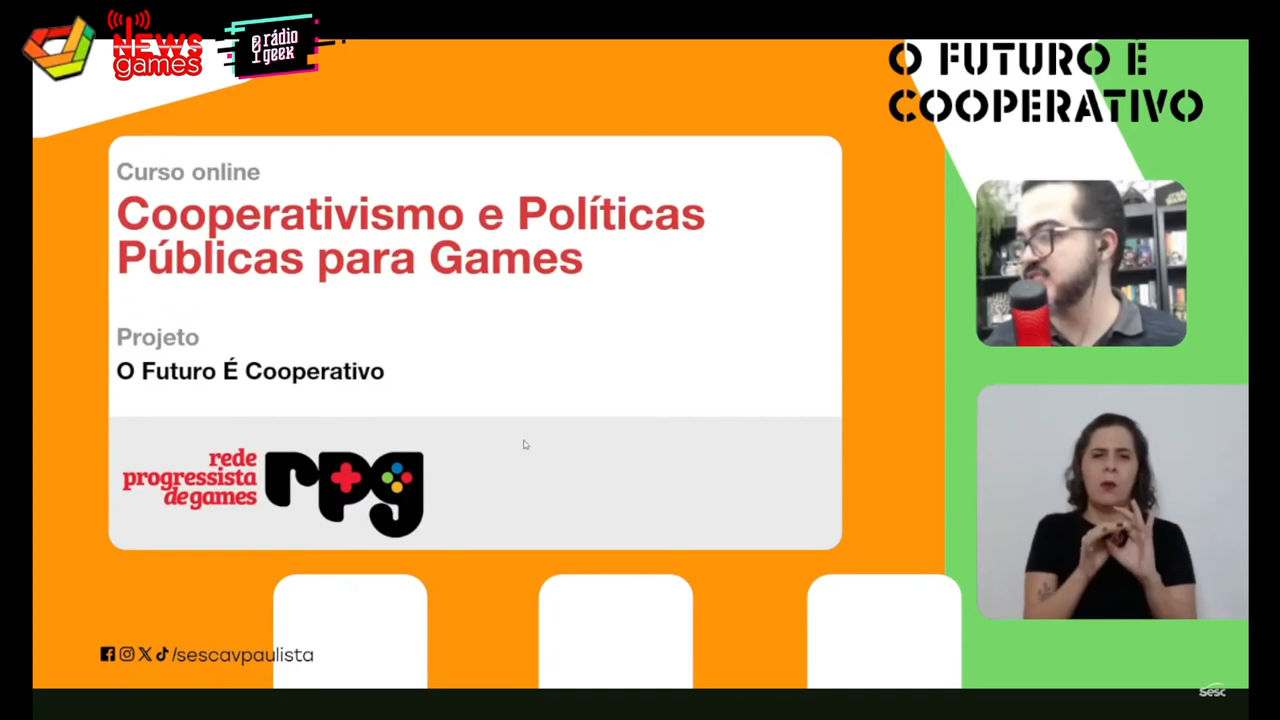 NEWS
games
rádio
geek
O FUTURO É
COOPERATIVO
Curso online
Cooperativismo e Políticas
Públicas para Games
Projeto
O Futuro É Cooperativo
rede
progressista
de games
rpg
/sescavpaulista
Sesc